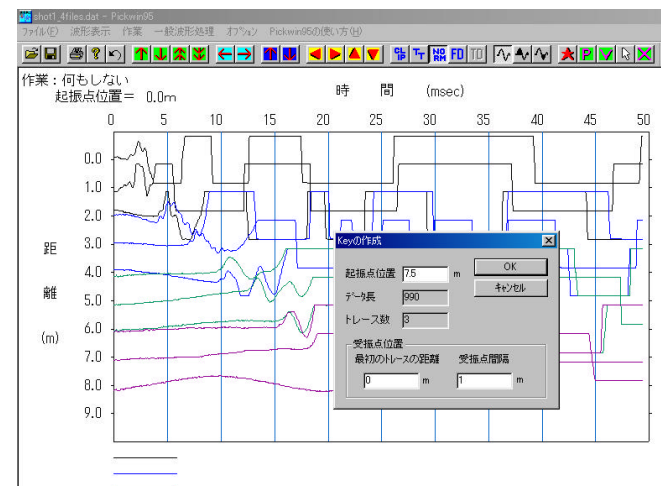 shot1_4files.dat - Pickwin95
ファイル(F) 波形表示 作業 一般波形処理 オプション Pickwin95の使い方(H)
CL IP TT NO RM FD TD P
作業：何もしない
起振点位置＝ 0.0m
時 間 (msec)
0 5 10 15 20 25 30 35 40 45 50
0.0
1.0
2.0
3.0
4.0
5.0
6.0
7.0
8.0
9.0
距
離
(m)
Keyの作成
起振点位置 7.5 m OK
データ長 990 キャンセル
トレース数 3
受振点位置
最初のトレースの距離 受振点間隔
0 m 1 m